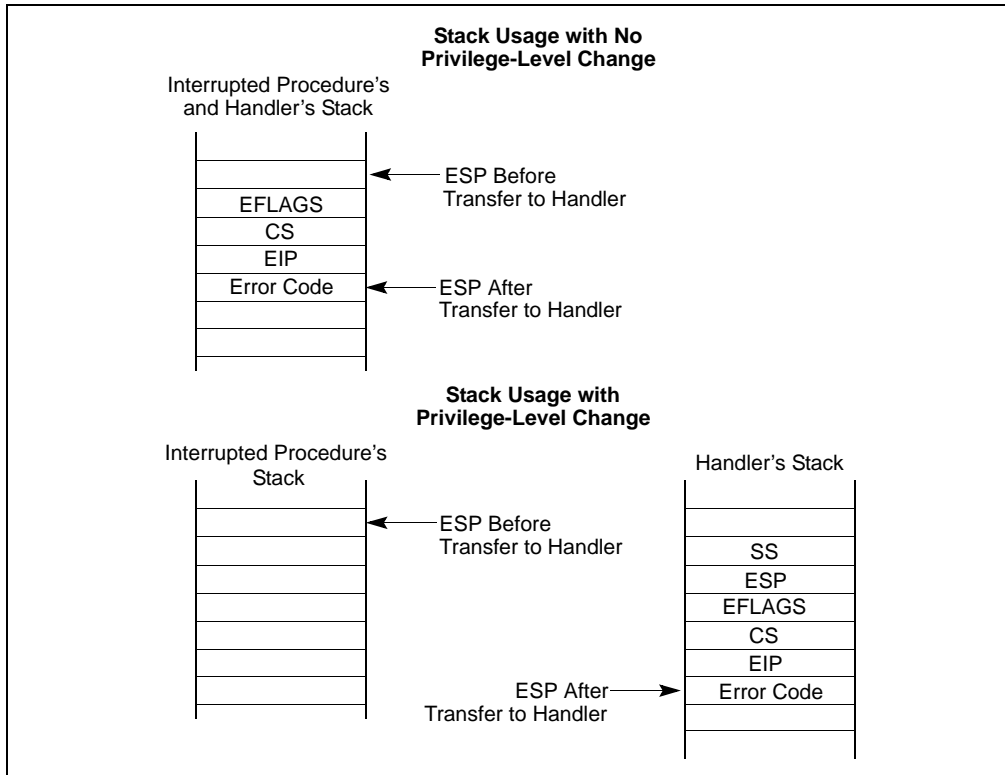 Stack Usage with No
Privilege-Level Change
Interrupted Procedure's
and Handler's Stack
ESP Before
Transfer to Handler
EFLAGS
CS
EIP
Error Code
ESP After
Transfer to Handler
Stack Usage with
Privilege-Level Change
Interrupted Procedure's
Stack
Handler's Stack
ESP Before
Transfer to Handler
SS
ESP
EFLAGS
CS
EIP
ESP After
Transfer to Handler
Error Code